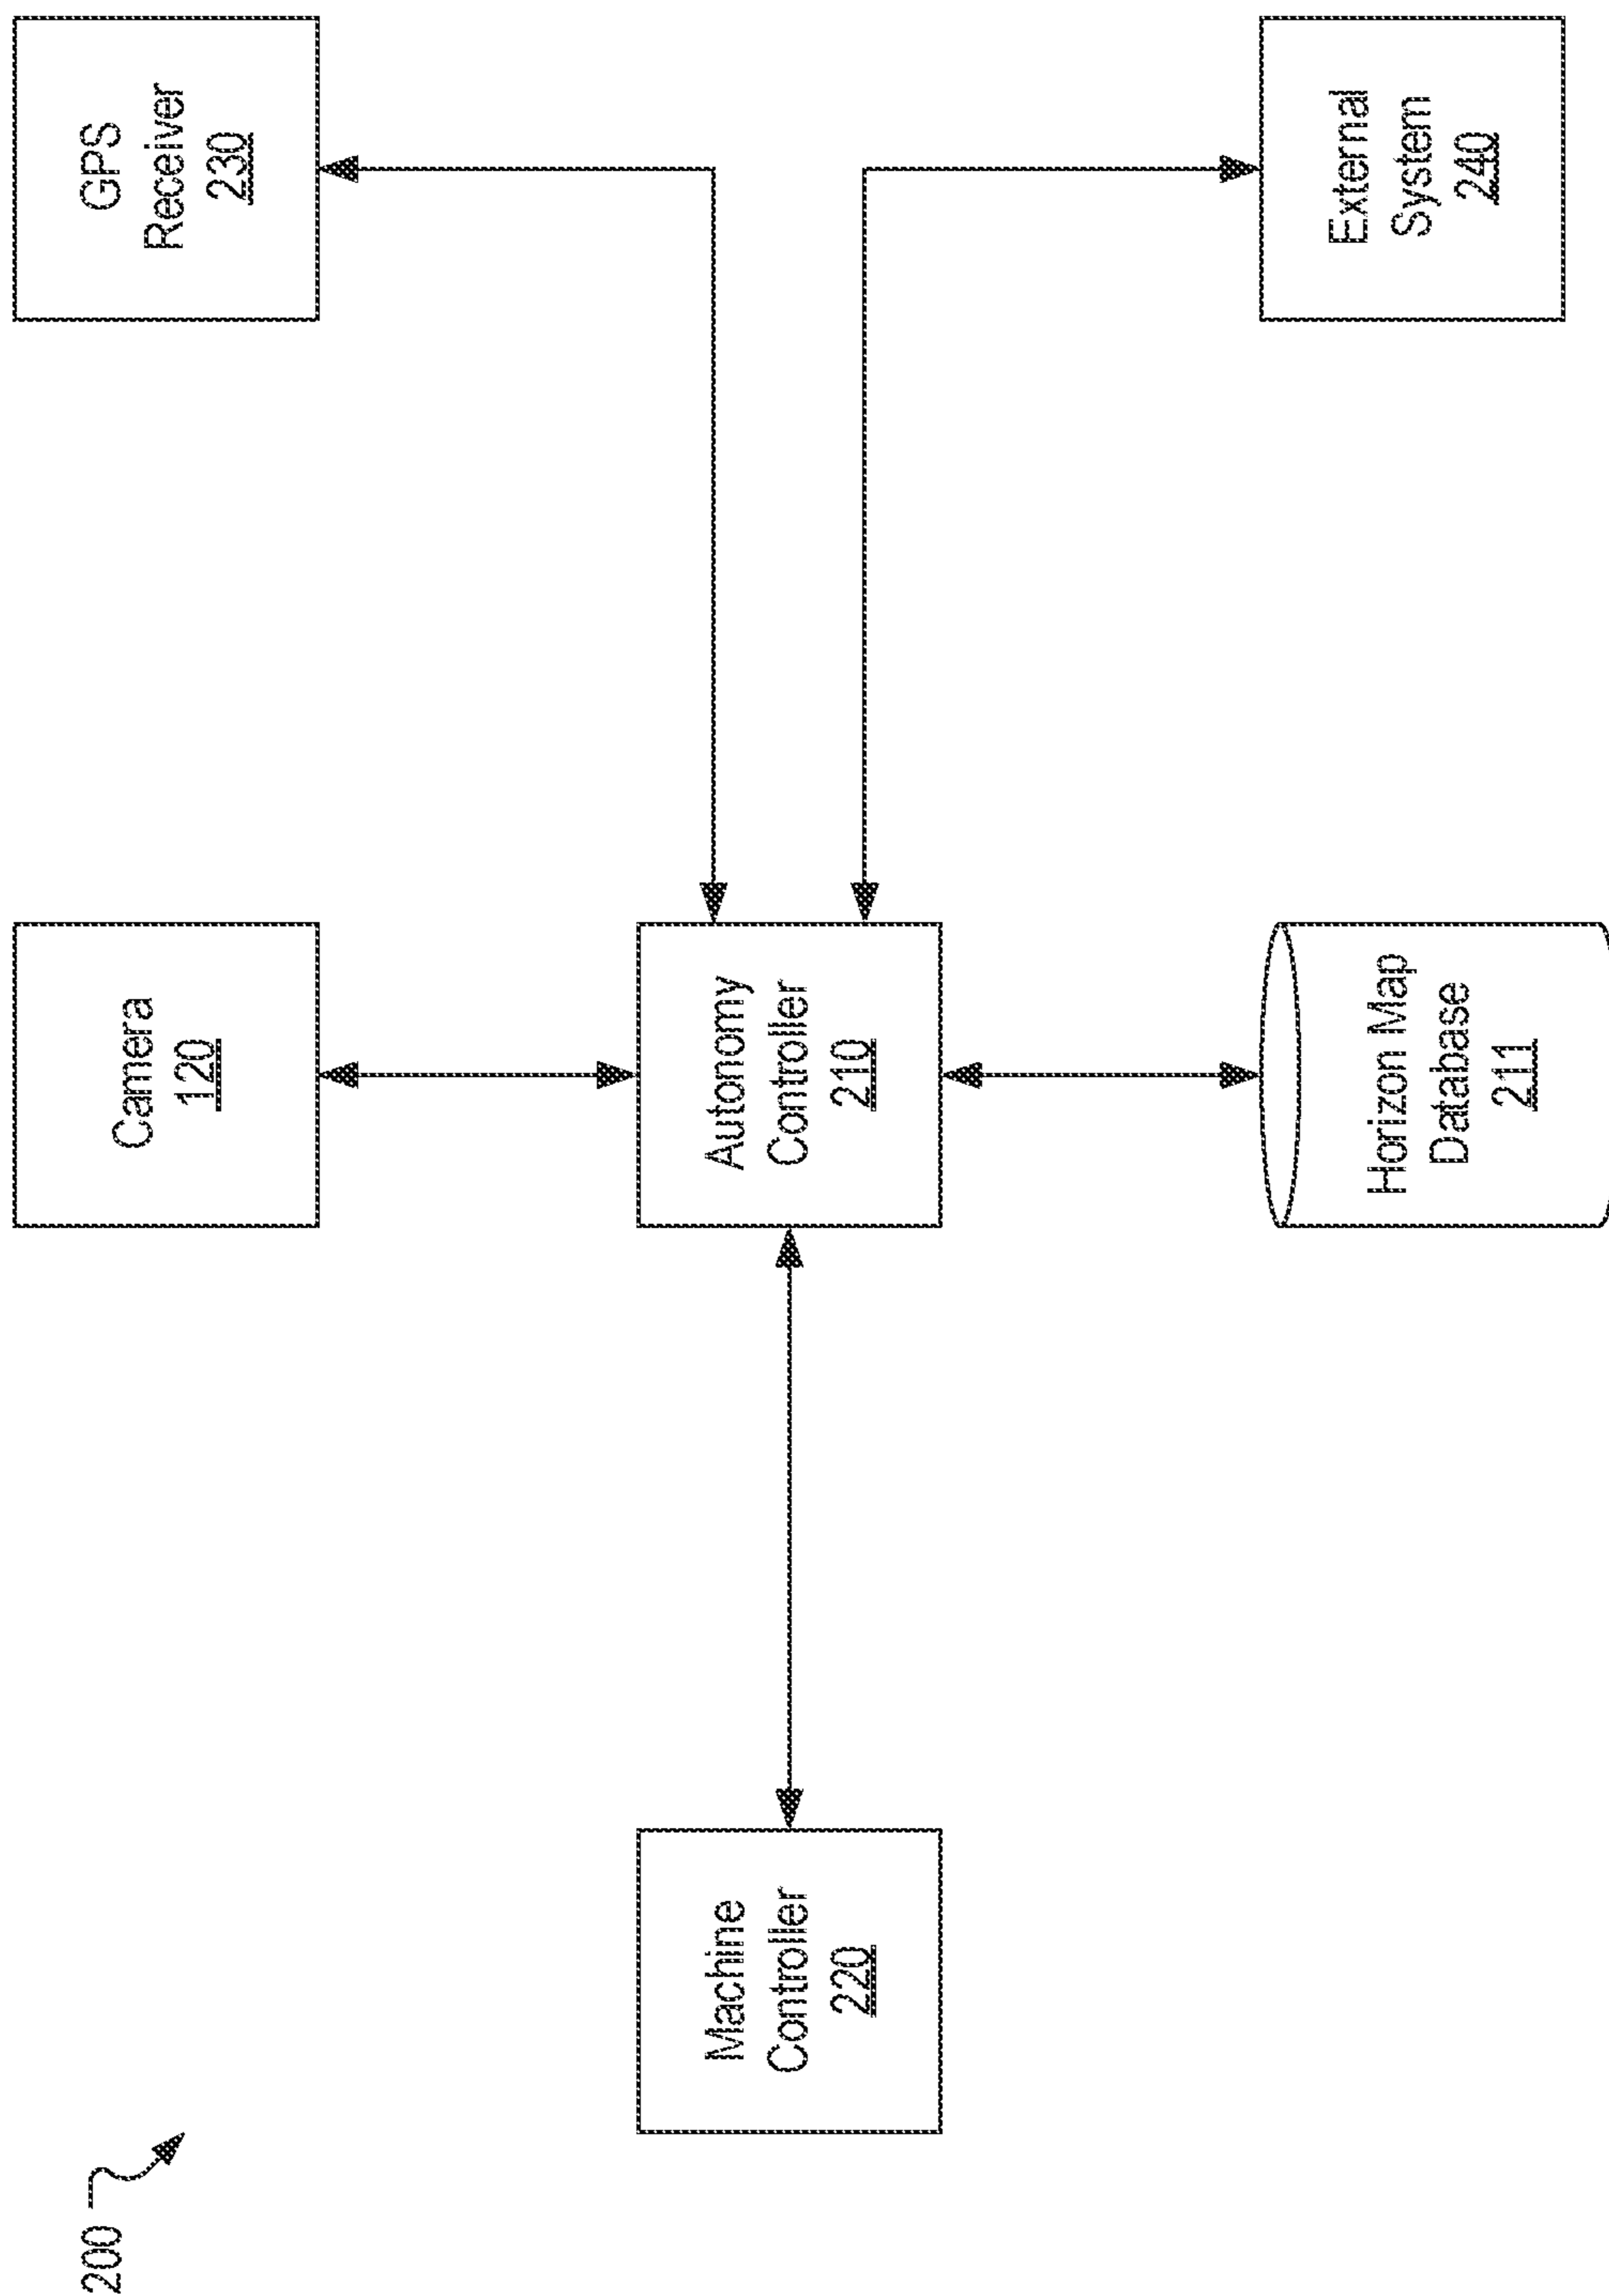 200
Camera
120
GPS
Receiver
230
Machine
Controller
220
Autonomy
Controller
210
Horizon Map
Database
211
External
System
240